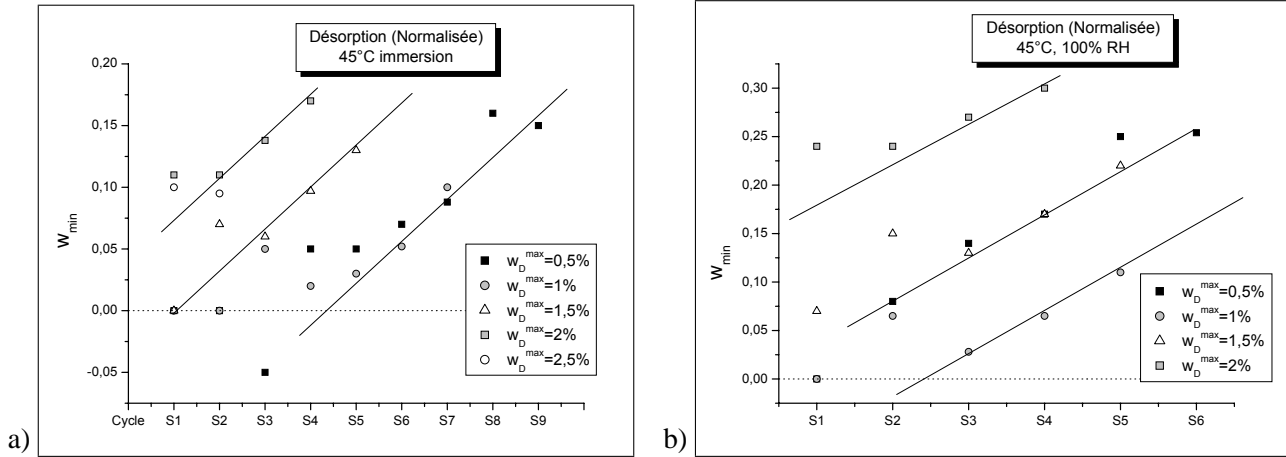 Désorption (Normalisée)
45°C immersion
0,20
0,15
0,10
0,05
0,00
-0,05
W_min
w_D^max=0,5%
w_D^max=1%
w_D^max=1,5%
w_D^max=2%
w_D^max=2,5%
Cycle S1 S2 S3 S4 S5 S6 S7 S8 S9
a)
Désorption (Normalisée)
45°C, 100% RH
0,30
0,25
0,20
0,15
0,10
0,05
0,00
W_min
w_D^max=0,5%
w_D^max=1%
w_D^max=1,5%
w_D^max=2%
S1 S2 S3 S4 S5 S6
b)